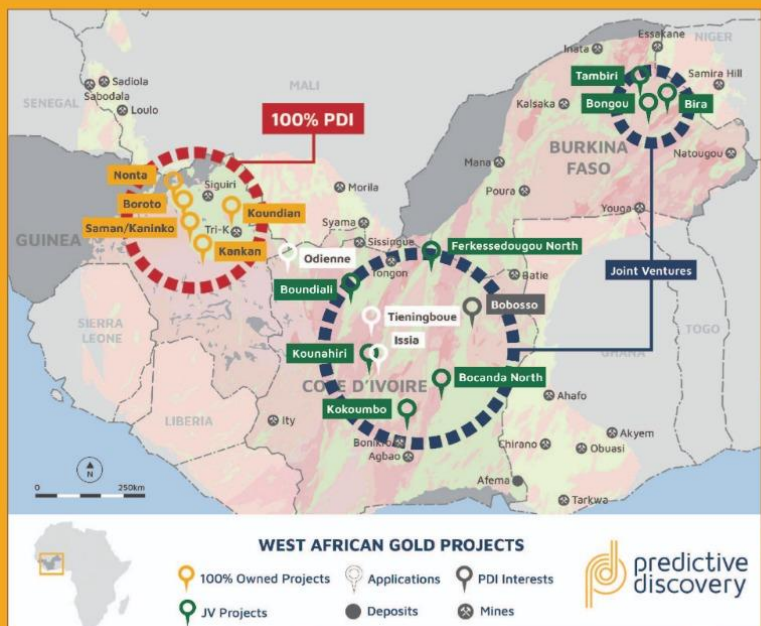 NIGER
Essakane
Inata
Tambiri
Samira Hill
MALI
Sadiola
Sabodala
SENEGAL
Loulo
Kalsaka
Bongou
Bira
100% PDI
BURKINA
FASO
Natougou
Mana
Nonta
Siguiri
Morila
Poura
Boroto
Koundian
Youga
Saman/Kaninko
Tri-K
Syama
GUINEA
Kankan
Sissingue
Ferkessedougou North
Odienne
Tongon
Batie
Joint Ventures
Boundiali
Bobosso
Tieningboue
SIERRA
LEONE
Issia
Kounahiri
GHANA
TOGO
COTE D'IVOIRE
Bocanda North
Ahafo
LIBERIA
Ity
Kokoumbo
Akyem
Bonikro
Chirano
Obuasi
Agbao
Afema
Tarkwa
N
0
250km
WEST AFRICAN GOLD PROJECTS
100% Owned Projects
Applications
PDI Interests
JV Projects
Deposits
Mines
predictive
discovery